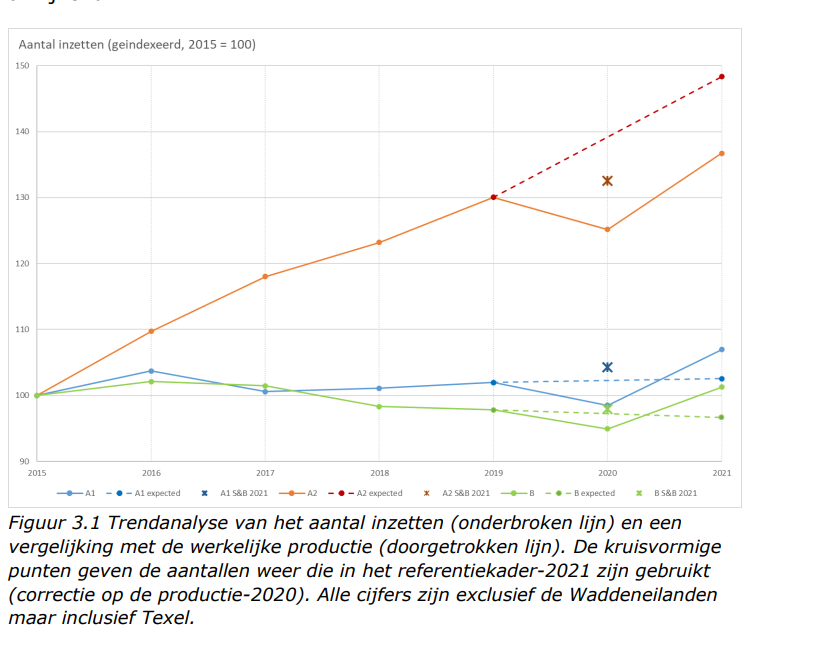 Aantal inzetten (geindexeerd, 2015 = 100)
150
140
130
120
110
100
90
2015 2016 2017 2018 2019 2020 2021
A1 A1 expected A1 S&B 2021 A2 A2 expected A2 S&B 2021 B B expected B S&B 2021
Figuur 3.1 Trendanalyse van het aantal inzetten (onderbroken lijn) en een
vergelijking met de werkelijke productie (doorgetrokken lijn). De kruisvormige
punten geven de aantallen weer die in het referentiekader-2021 zijn gebruikt
(correctie op de productie-2020). Alle cijfers zijn exclusief de Waddeneilanden
maar inclusief Texel.